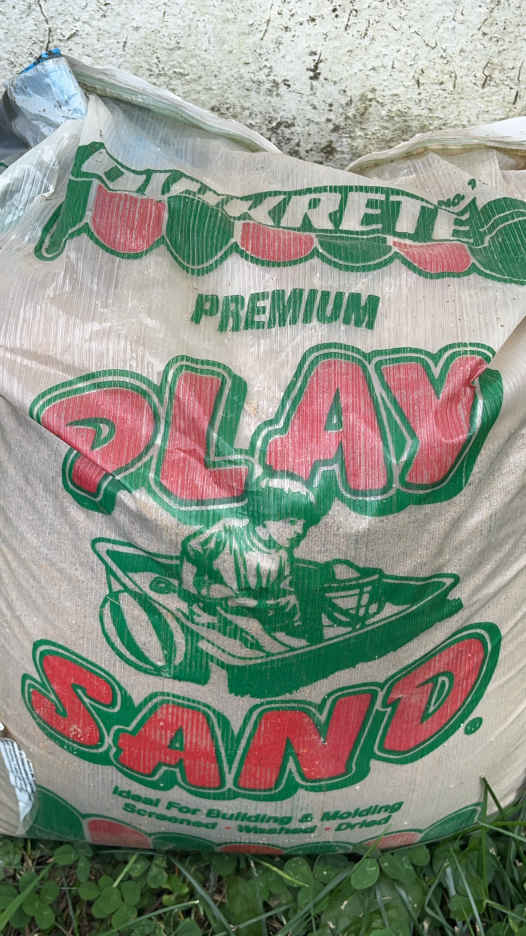 QUIKRETE
PREMIUM
PLAY
SAND®
Ideal For Building & Molding
Screened • Washed • Dried